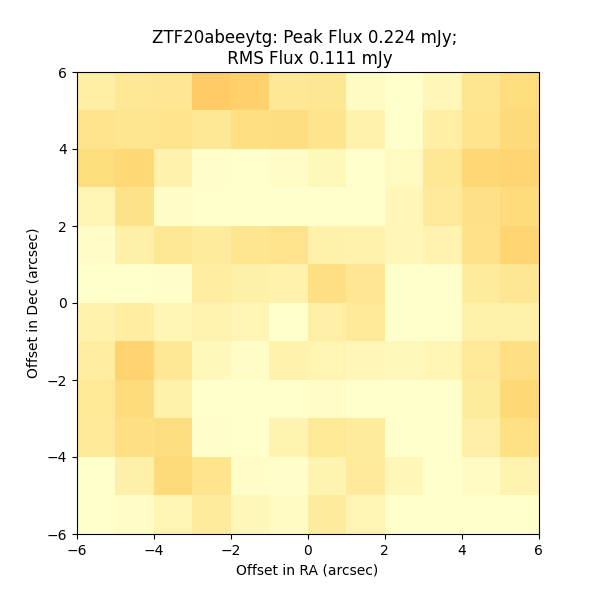 ZTF20abeeytg: Peak Flux 0.224 mJy;
RMS Flux 0.111 mJy
6
4
2
0
−2
−4
−6
Offset in Dec (arcsec)
−6 −4 −2 0 2 4 6
Offset in RA (arcsec)